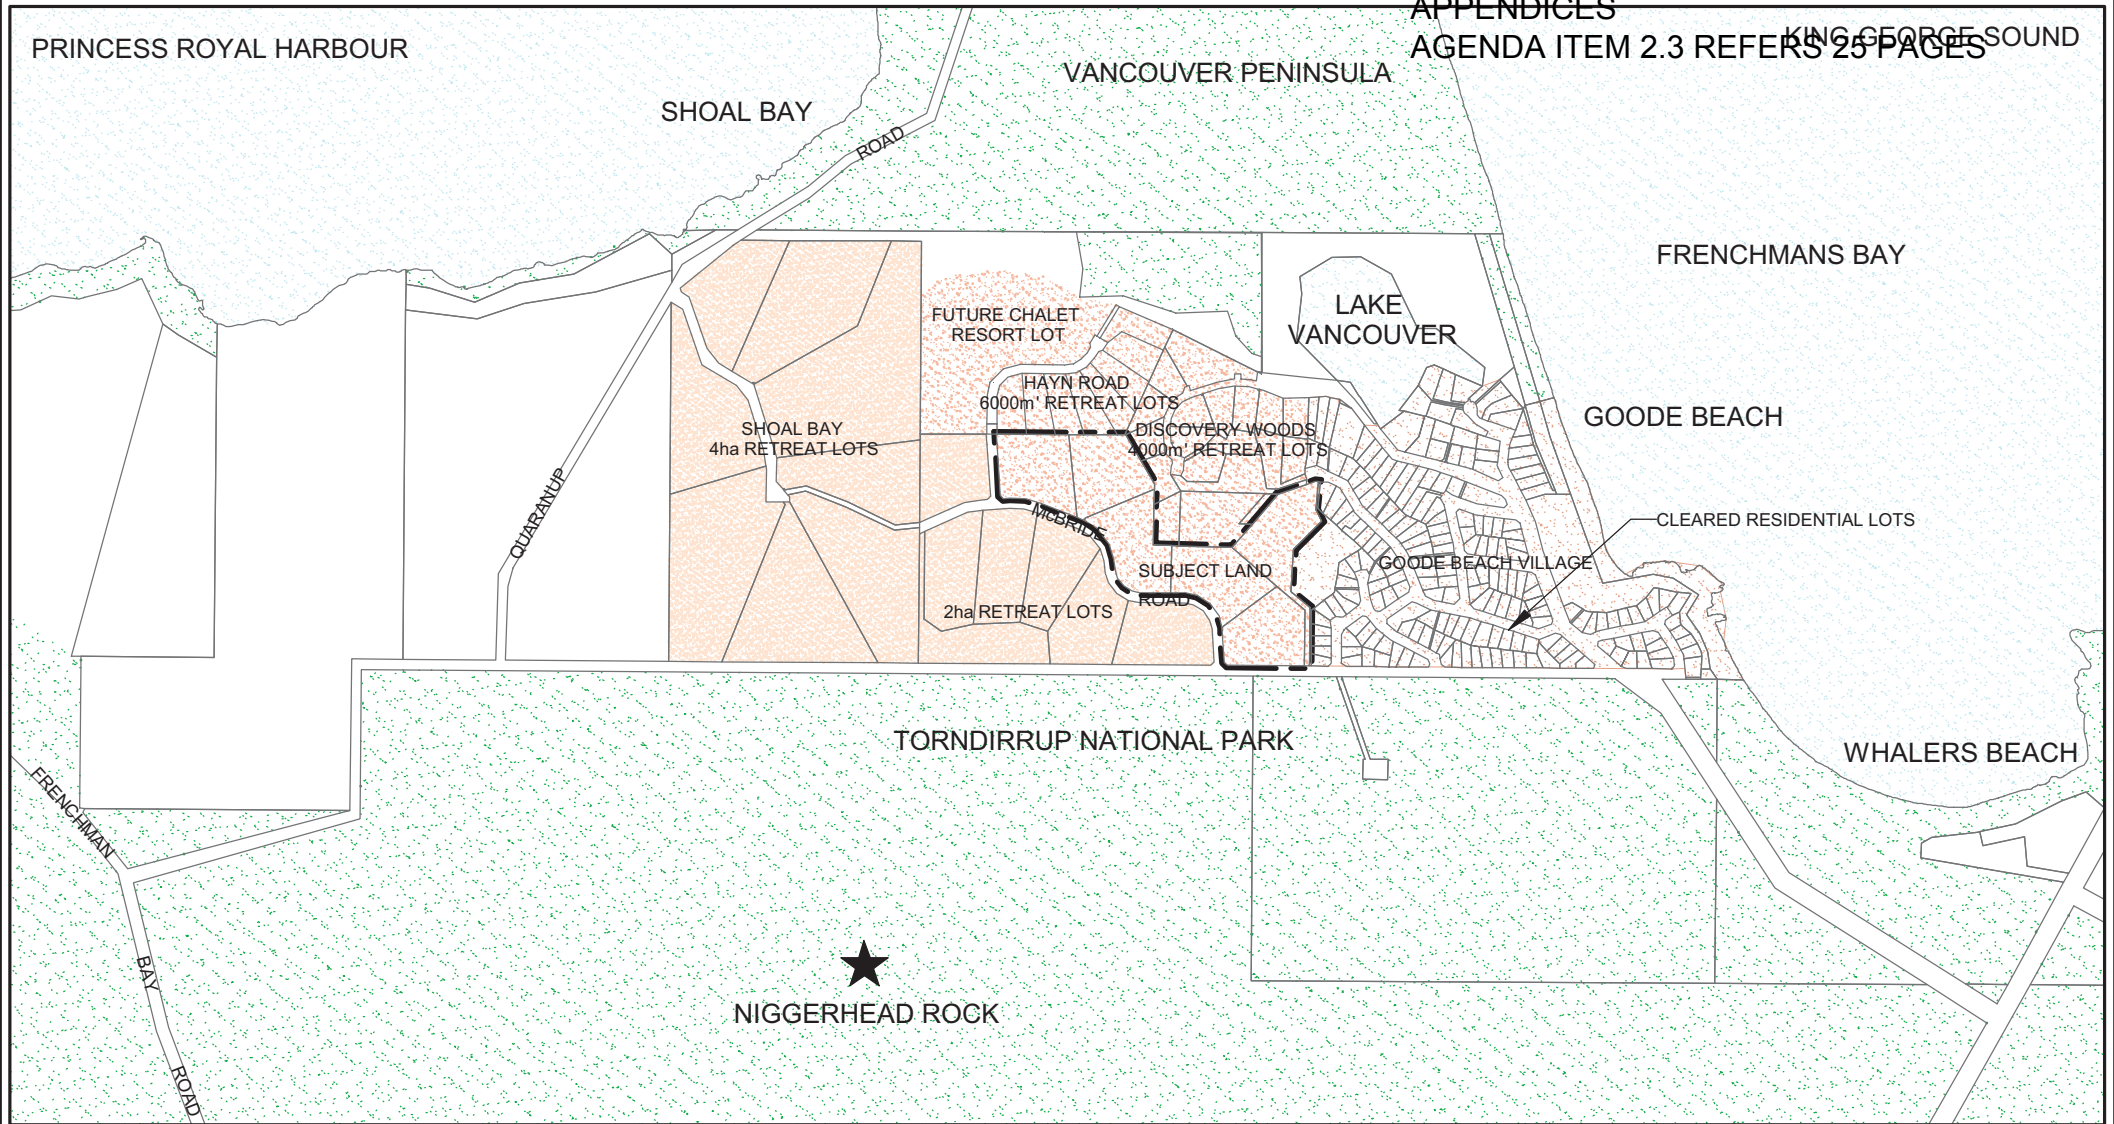 APPENDICES
PRINCESS ROYAL HARBOUR
KING GEORGE SOUND
AGENDA ITEM 2.3 REFERS 25 PAGES
VANCOUVER PENINSULA
SHOAL BAY
ROAD
FRENCHMANS BAY
LAKE
VANCOUVER
FUTURE CHALET
RESORT LOT
HAYN ROAD
6000m' RETREAT LOTS
GOODE BEACH
SHOAL BAY
4ha RETREAT LOTS
DISCOVERY WOODS
4000m' RETREAT LOTS
QUARANUP
McBRIDE
CLEARED RESIDENTIAL LOTS
GOODE BEACH VILLAGE
SUBJECT LAND
ROAD
2ha RETREAT LOTS
TORNDIRRUP NATIONAL PARK
WHALERS BEACH
FRENCHMAN
BAY
ROAD
NIGGERHEAD ROCK